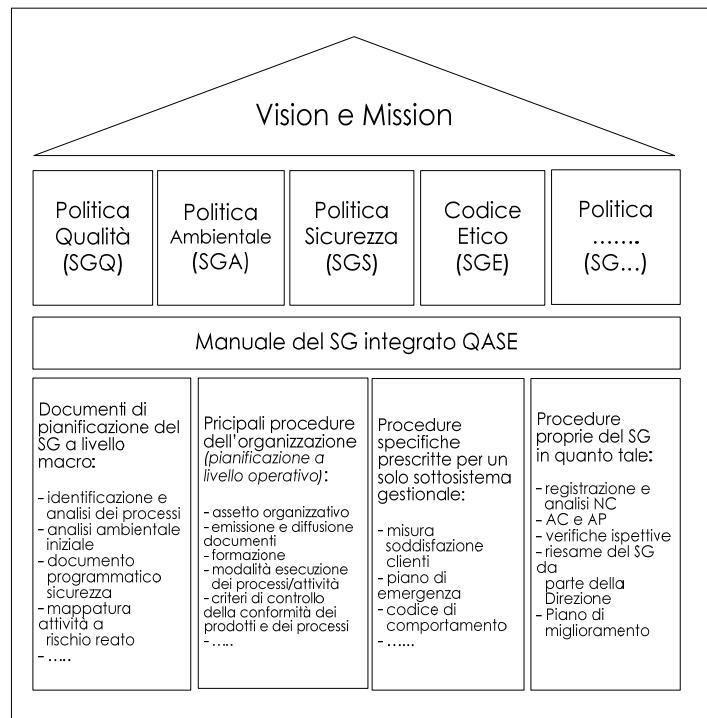 Vision e Mission
Politica
Qualità
(SGQ)
Politica
Ambientale
(SGA)
Politica
Sicurezza
(SGS)
Codice
Etico
(SGE)
Politica
.......
(SG...)
Manuale del SG integrato QASE
Documenti di
pianificazione del
SG a livello
macro:
- identificazione e
analisi dei processi
- analisi ambientale
iniziale
- documento
programmatico
sicurezza
- mappatura
attività a
rischio reato
- .....
Pricipali procedure
dell'organizzazione
(pianificazione a
livello operativo):
- assetto organizzativo
- emissione e diffusione
documenti
- formazione
- modalità esecuzione
dei processi/attività
- criteri di controllo
della conformità dei
prodotti e dei processi
- .....
Procedure
specifiche
prescritte per un
solo sottosistema
gestionale:
- misura
soddisfazione
clienti
- piano di
emergenza
- codice di
comportamento
- ......
Procedure
proprie del SG
in quanto tale:
- registrazione e
analisi NC
- AC e AP
- verifiche ispettive
- riesame del SG
da
parte della
Direzione
- Piano di
miglioramento